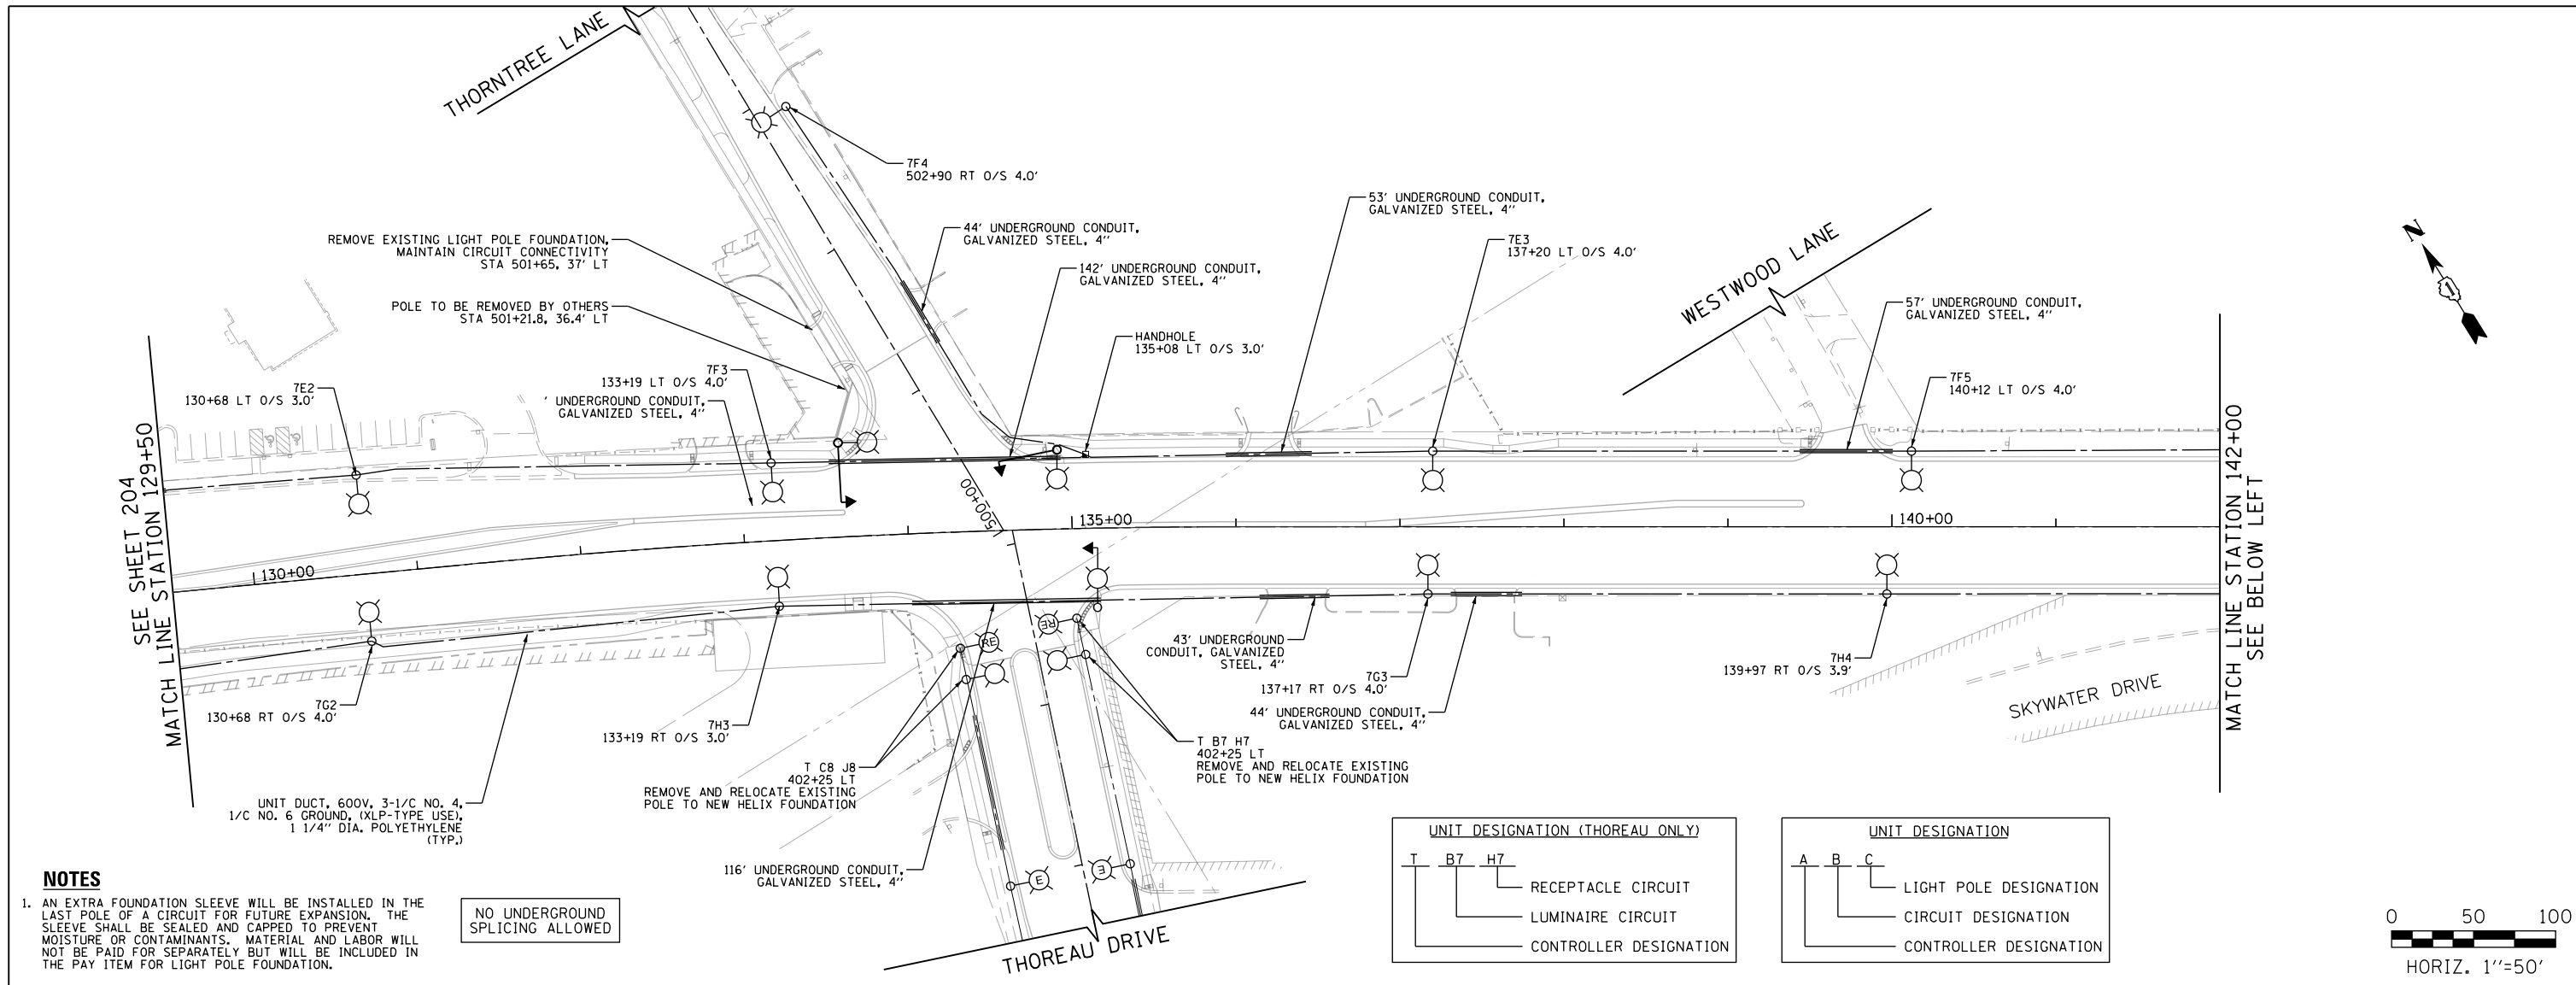 THORNTREE LANE
7F4
502+90 RT O/S 4.0'
44' UNDERGROUND CONDUIT,
GALVANIZED STEEL, 4''
53' UNDERGROUND CONDUIT,
GALVANIZED STEEL, 4''
7E3
137+20 LT O/S 4.0'
WESTWOOD LANE
N
1
REMOVE EXISTING LIGHT POLE FOUNDATION,
MAINTAIN CIRCUIT CONNECTIVITY
STA 501+65, 37' LT
142' UNDERGROUND CONDUIT,
GALVANIZED STEEL, 4''
57' UNDERGROUND CONDUIT,
GALVANIZED STEEL, 4''
POLE TO BE REMOVED BY OTHERS
STA 501+21.8, 36.4' LT
HANDHOLE
135+08 LT O/S 3.0'
7E2
130+68 LT O/S 3.0'
7F3
133+19 LT O/S 4.0'
' UNDERGROUND CONDUIT,
GALVANIZED STEEL, 4''
7F5
140+12 LT O/S 4.0'
SEE SHEET 204
MATCH LINE STATION 129+50
MATCH LINE STATION 142+00
SEE BELOW LEFT
500+00
130+00
135+00
140+00
RE
RE
43' UNDERGROUND
CONDUIT, GALVANIZED
STEEL, 4''
7G3
137+17 RT O/S 4.0'
44' UNDERGROUND CONDUIT,
GALVANIZED STEEL, 4''
7H4
139+97 RT O/S 3.9'
SKYWATER DRIVE
7G2
130+68 RT O/S 4.0'
7H3
133+19 RT O/S 3.0'
T C8 J8
402+25 LT
REMOVE AND RELOCATE EXISTING
POLE TO NEW HELIX FOUNDATION
T B7 H7
402+25 LT
REMOVE AND RELOCATE EXISTING
POLE TO NEW HELIX FOUNDATION
UNIT DUCT, 600V, 3-1/C NO. 4,
1/C NO. 6 GROUND, (XLP-TYPE USE),
1 1/4'' DIA. POLYETHYLENE
(TYP.)
116' UNDERGROUND CONDUIT,
GALVANIZED STEEL, 4''
E
E
THOREAU DRIVE
NOTES
1. AN EXTRA FOUNDATION SLEEVE WILL BE INSTALLED IN THE
LAST POLE OF A CIRCUIT FOR FUTURE EXPANSION. THE
SLEEVE SHALL BE SEALED AND CAPPED TO PREVENT
MOISTURE OR CONTAMINANTS. MATERIAL AND LABOR WILL
NOT BE PAID FOR SEPARATELY BUT WILL BE INCLUDED IN
THE PAY ITEM FOR LIGHT POLE FOUNDATION.
NO UNDERGROUND
SPLICING ALLOWED
UNIT DESIGNATION (THOREAU ONLY)
T B7 H7
RECEPTACLE CIRCUIT
LUMINAIRE CIRCUIT
CONTROLLER DESIGNATION
UNIT DESIGNATION
A B C
LIGHT POLE DESIGNATION
CIRCUIT DESIGNATION
CONTROLLER DESIGNATION
0 50 100
HORIZ. 1''=50'